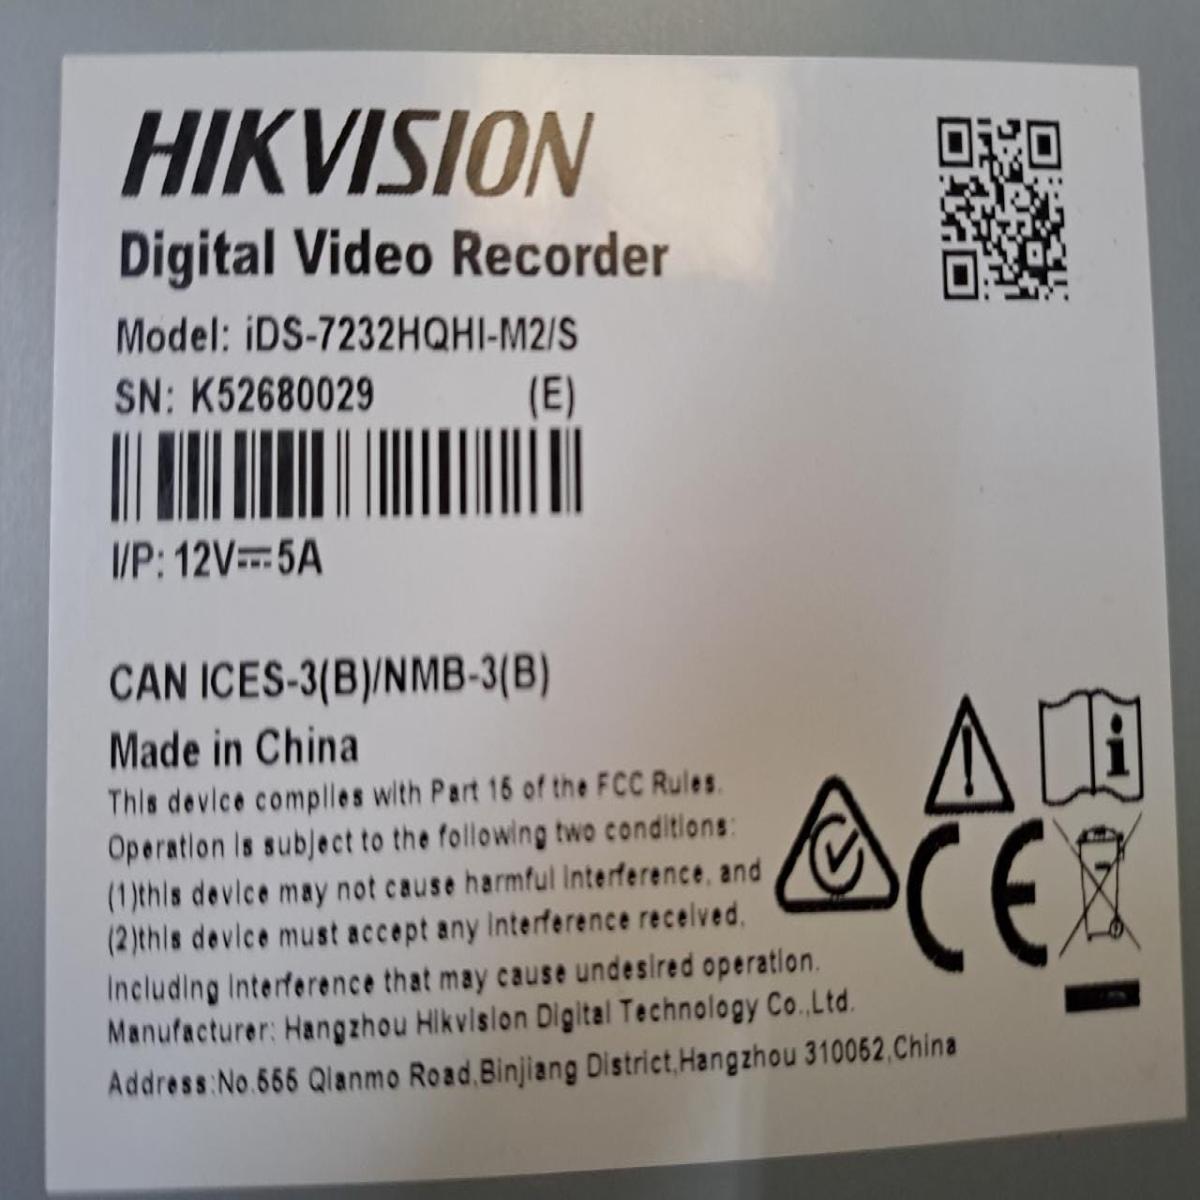 HIKVISION
Digital Video Recorder
Model: iDS-7232HQHI-M2/S
SN: K52680029 (E)
I/P: 12V⎓5A
CAN ICES-3(B)/NMB-3(B)
Made in China
This device complies with Part 15 of the FCC Rules.
Operation is subject to the following two conditions:
(1)this device may not cause harmful interference, and
(2)this device must accept any interference received,
including interference that may cause undesired operation.
Manufacturer: Hangzhou Hikvision Digital Technology Co.,Ltd.
Address:No.555 Qianmo Road,Binjiang District,Hangzhou 310052,China
CE